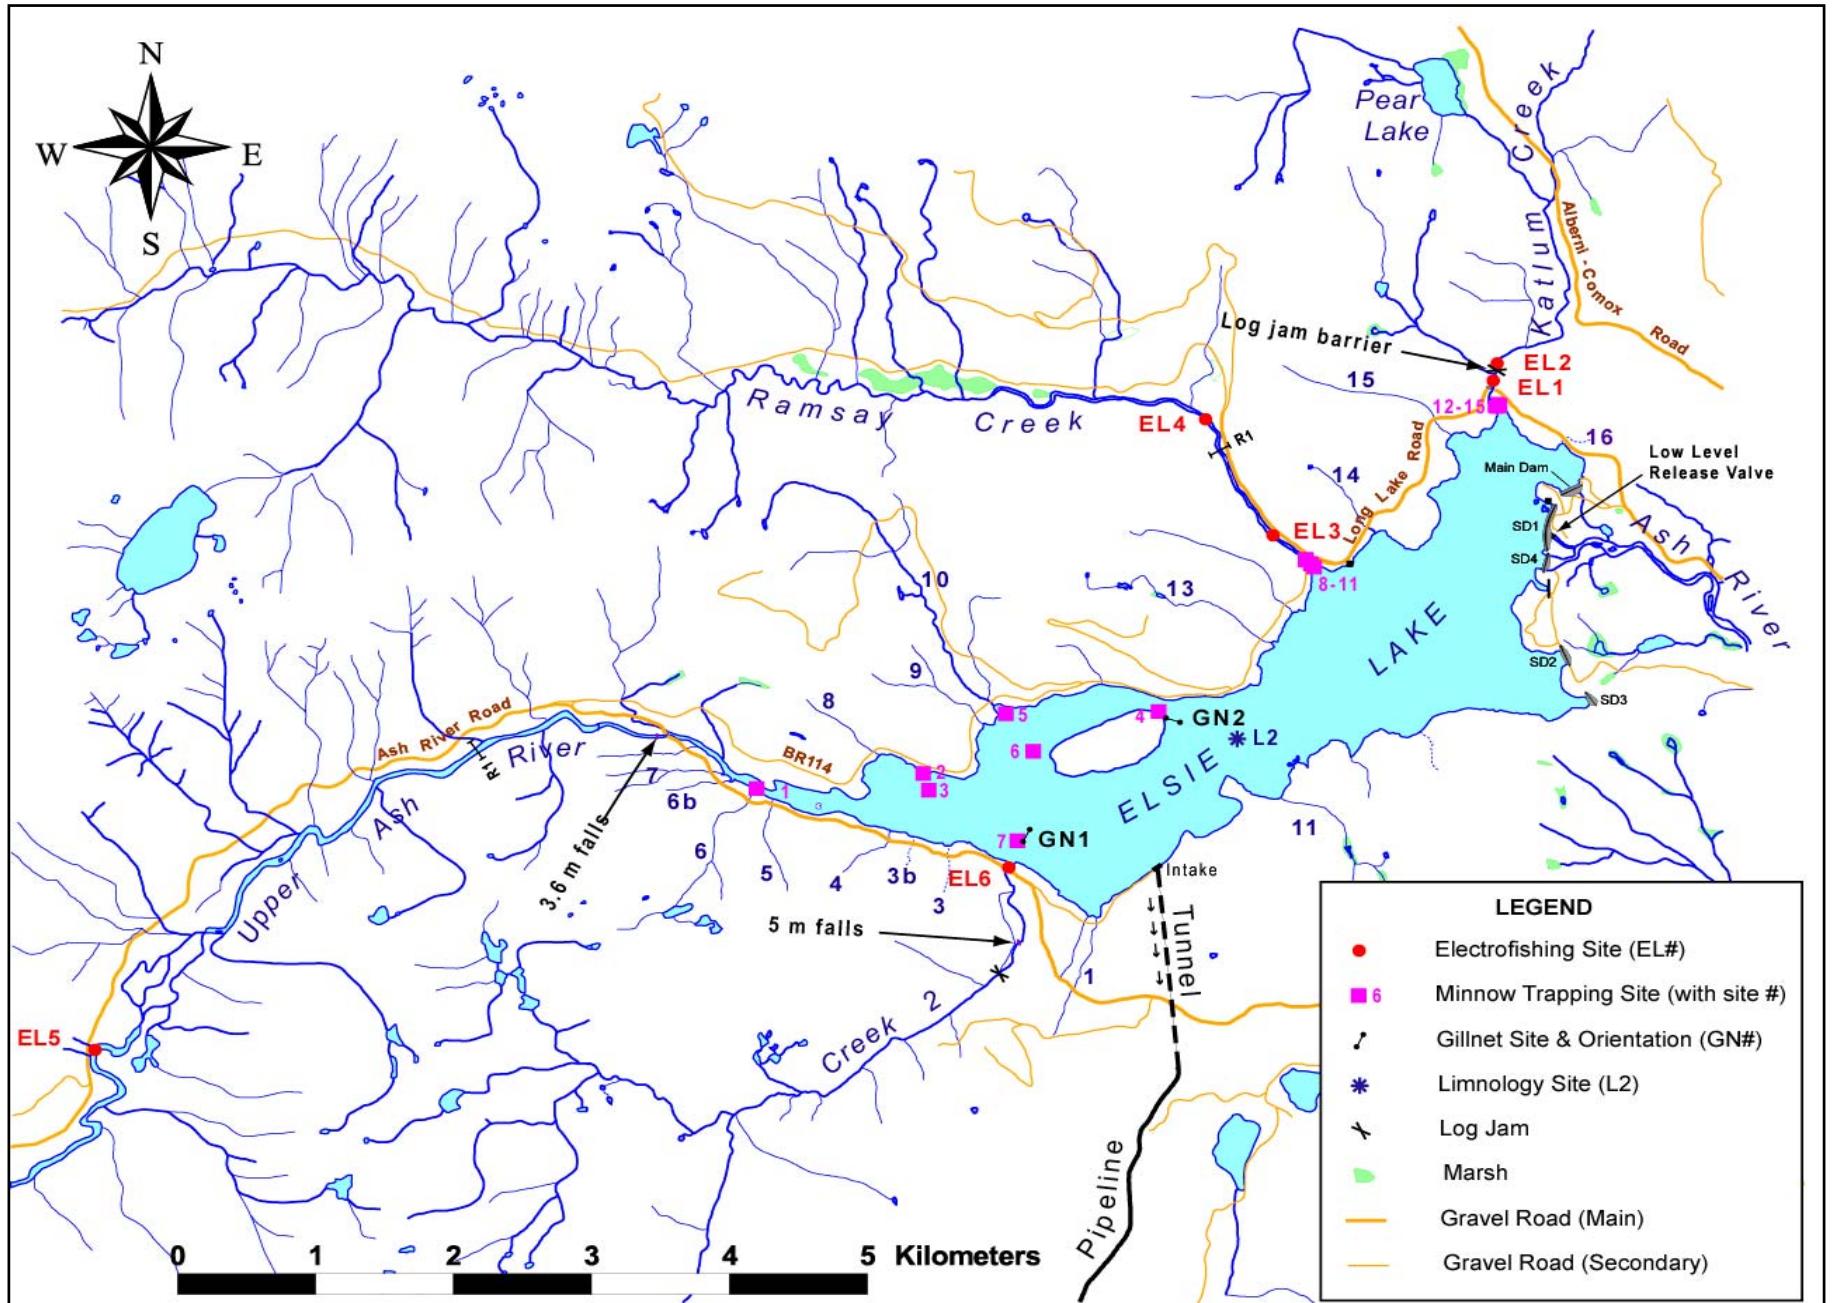 N
W
E
S
Pear
Lake
Katlum Creek
Alberni-Comox Road
Log jam barrier
EL2
EL1
12-15
15
16
Low Level
Release Valve
Main Dam
SD1
SD4
SD2
SD3
Ash River
Ramsay Creek
EL4
R1
14
Long Lake Road
EL3
8-11
13
10
9
8
5
4
GN2
6
L2
2
3
1
7
GN1
ELSIE LAKE
BR114
Ash River Road
R1
Upper Ash River
3.6 m falls
7
6b
6
5
4
3b
3
EL6
11
Intake
Tunnel
Pipeline
5 m falls
1
Creek 2
EL5
0 1 2 3 4 5 Kilometers
LEGEND
Electrofishing Site (EL#)
6 Minnow Trapping Site (with site #)
Gillnet Site & Orientation (GN#)
Limnology Site (L2)
Log Jam
Marsh
Gravel Road (Main)
Gravel Road (Secondary)